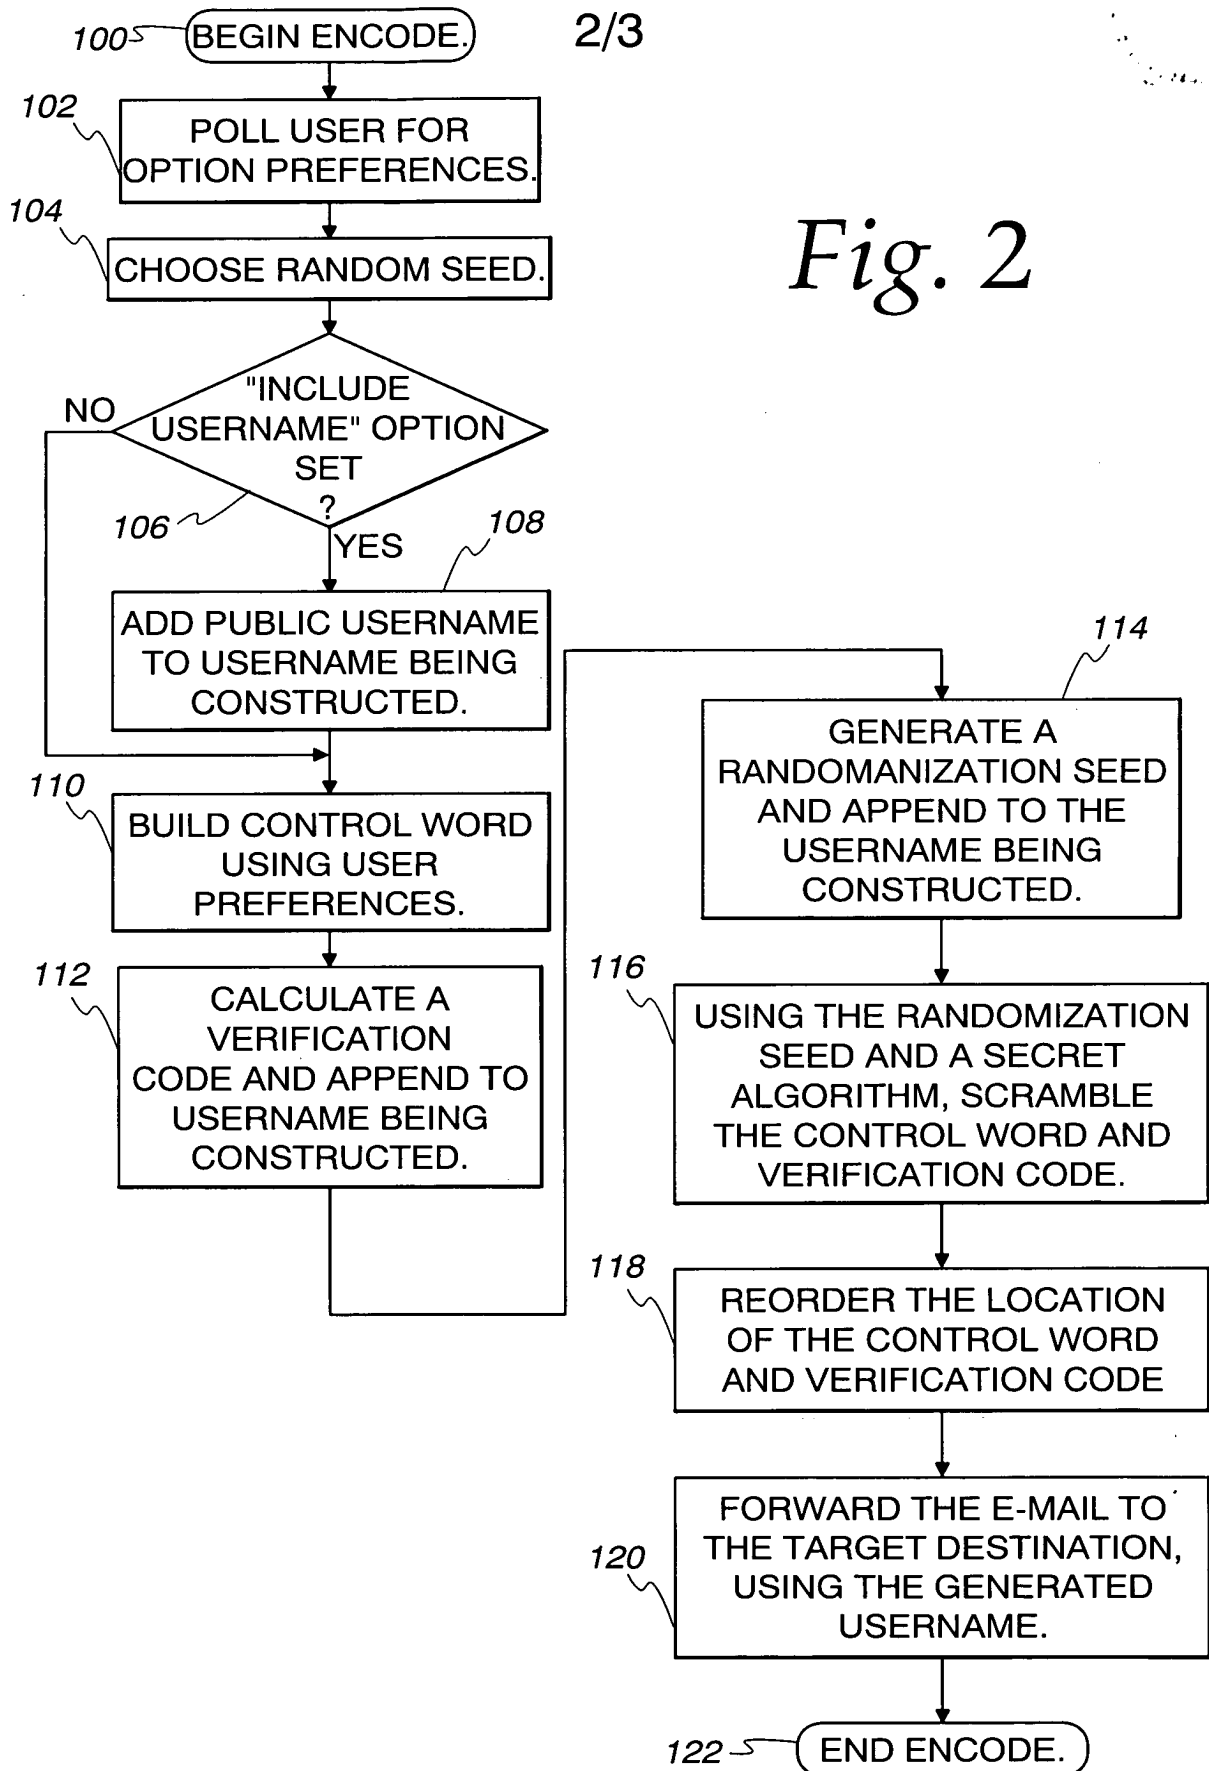 2/3
Fig. 2
100
BEGIN ENCODE.
102
POLL USER FOR
OPTION PREFERENCES.
104
CHOOSE RANDOM SEED.
"INCLUDE
USERNAME" OPTION
SET
?
NO
106
YES
108
ADD PUBLIC USERNAME
TO USERNAME BEING
CONSTRUCTED.
110
BUILD CONTROL WORD
USING USER
PREFERENCES.
112
CALCULATE A
VERIFICATION
CODE AND APPEND TO
USERNAME BEING
CONSTRUCTED.
114
GENERATE A
RANDOMANIZATION SEED
AND APPEND TO THE
USERNAME BEING
CONSTRUCTED.
116
USING THE RANDOMIZATION
SEED AND A SECRET
ALGORITHM, SCRAMBLE
THE CONTROL WORD AND
VERIFICATION CODE.
118
REORDER THE LOCATION
OF THE CONTROL WORD
AND VERIFICATION CODE
120
FORWARD THE E-MAIL TO
THE TARGET DESTINATION,
USING THE GENERATED
USERNAME.
122
END ENCODE.